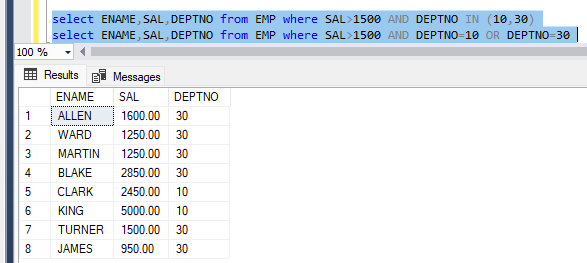 select ENAME,SAL,DEPTNO from EMP where SAL>1500 AND DEPTNO IN (10,30)
select ENAME,SAL,DEPTNO from EMP where SAL>1500 AND DEPTNO=10 OR DEPTNO=30
100 %
Results Messages
ENAME SAL DEPTNO
1 ALLEN 1600.00 30
2 WARD 1250.00 30
3 MARTIN 1250.00 30
4 BLAKE 2850.00 30
5 CLARK 2450.00 10
6 KING 5000.00 10
7 TURNER 1500.00 30
8 JAMES 950.00 30